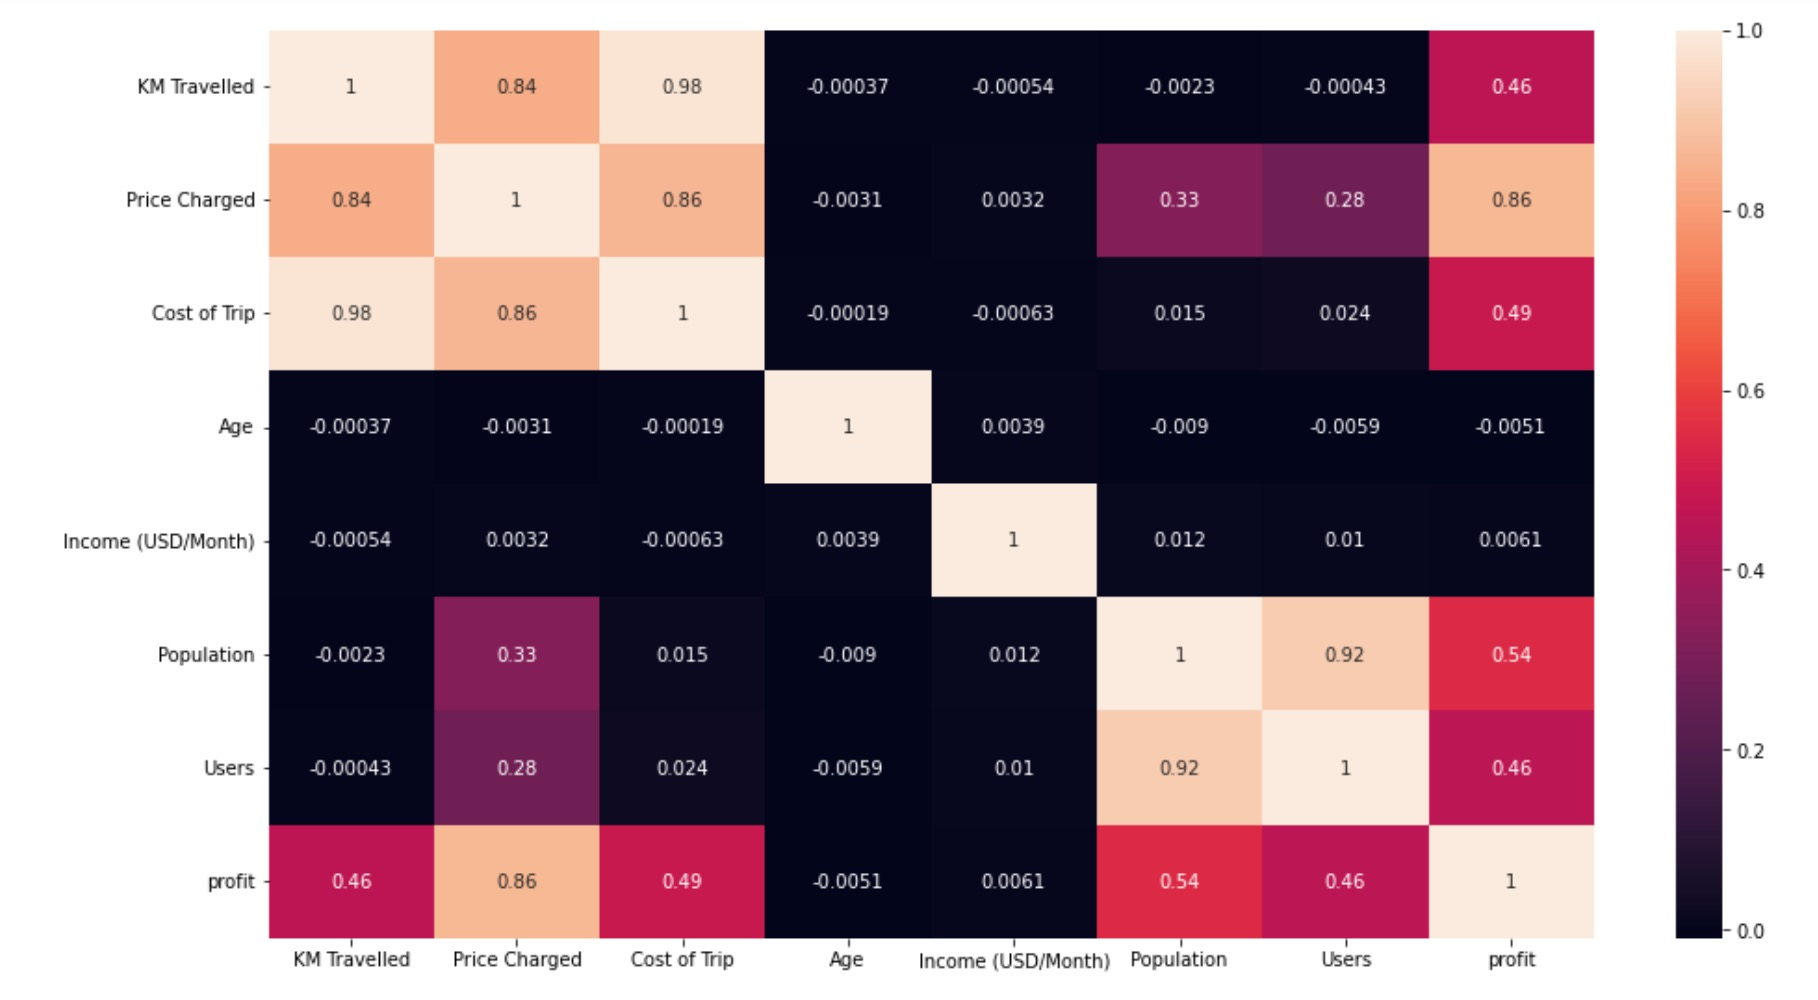 KM Travelled 1 0.84 0.98 -0.00037 -0.00054 -0.0023 -0.00043 0.46
Price Charged 0.84 1 0.86 -0.0031 0.0032 0.33 0.28 0.86
Cost of Trip 0.98 0.86 1 -0.00019 -0.00063 0.015 0.024 0.49
Age -0.00037 -0.0031 -0.00019 1 0.0039 -0.009 -0.0059 -0.0051
Income (USD/Month) -0.00054 0.0032 -0.00063 0.0039 1 0.012 0.01 0.0061
Population -0.0023 0.33 0.015 -0.009 0.012 1 0.92 0.54
Users -0.00043 0.28 0.024 -0.0059 0.01 0.92 1 0.46
profit 0.46 0.86 0.49 -0.0051 0.0061 0.54 0.46 1
KM Travelled Price Charged Cost of Trip Age Income (USD/Month) Population Users profit
1.0
0.8
0.6
0.4
0.2
0.0